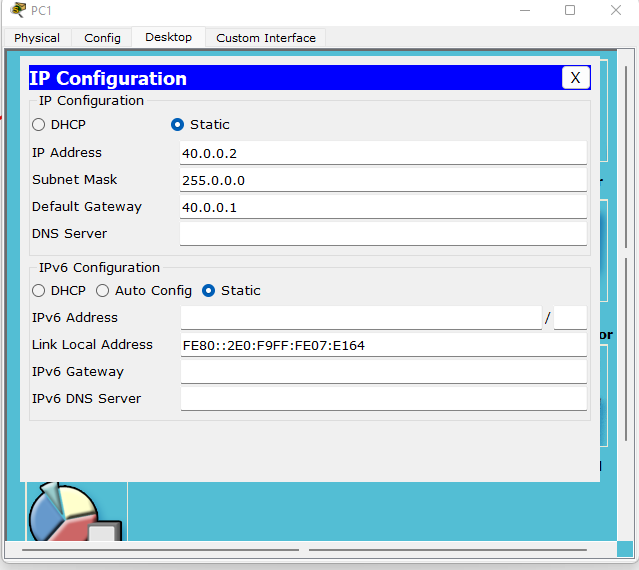 PC1
Physical Config Desktop Custom Interface
IP Configuration X
IP Configuration
DHCP Static
IP Address 40.0.0.2
Subnet Mask 255.0.0.0
Default Gateway 40.0.0.1
DNS Server
IPv6 Configuration
DHCP Auto Config Static
IPv6 Address /
Link Local Address FE80::2E0:F9FF:FE07:E164
IPv6 Gateway
IPv6 DNS Server